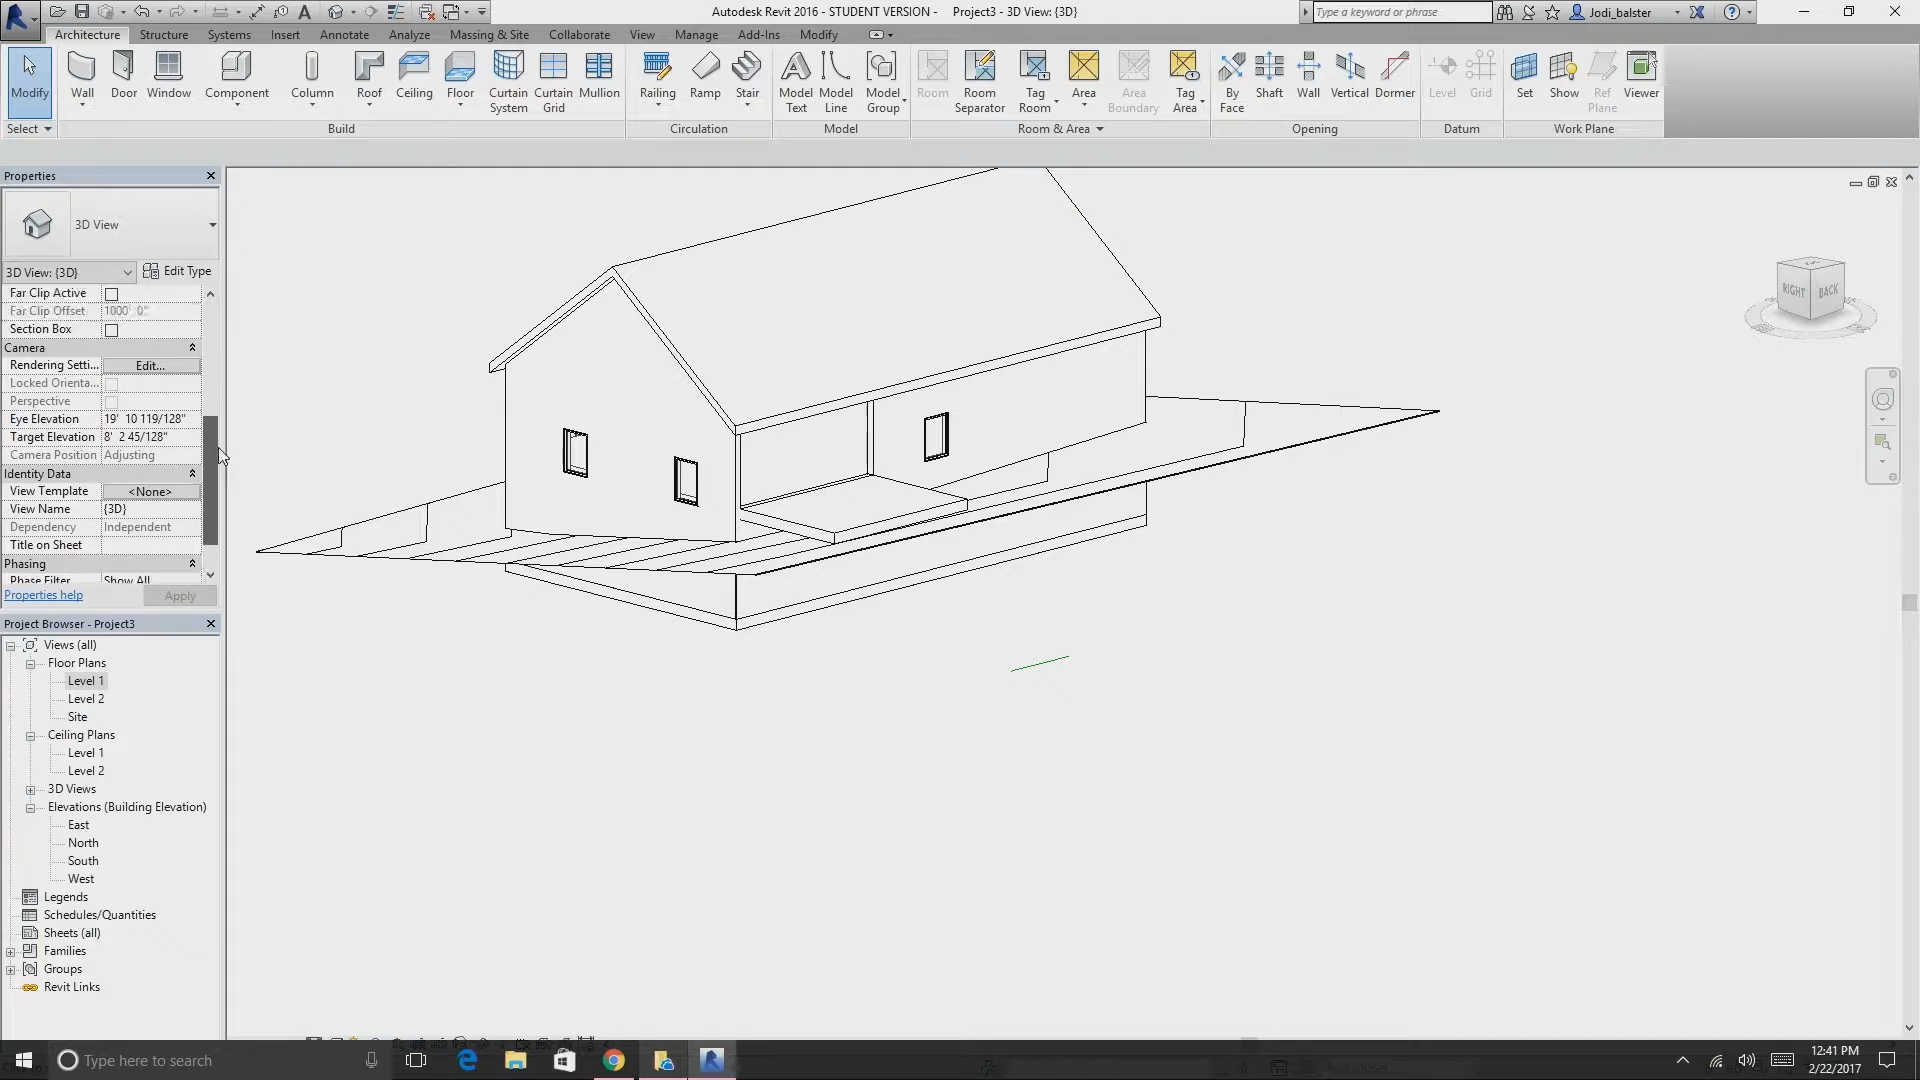 Autodesk Revit 2016 - STUDENT VERSION - Project3 - 3D View: {3D}
Type a keyword or phrase
Jodi_balster
Architecture Structure Systems Insert Annotate Analyze Massing & Site Collaborate View Manage Add-Ins Modify
Modify Wall Door Window Component Column Roof Ceiling Floor Curtain System Curtain Grid Mullion Railing Ramp Stair Model Text Model Line Model Group Room Room Separator Tag Room Area Area Boundary Tag Area By Face Shaft Wall Vertical Dormer Level Grid Set Show Ref Plane Viewer
Select Build Circulation Model Room & Area Opening Datum Work Plane
Properties
3D View
3D View: {3D} Edit Type
Far Clip Active
Far Clip Offset 1000' 0"
Section Box
Camera
Rendering Setti... Edit...
Locked Orienta...
Perspective
Eye Elevation 19' 10 119/128"
Target Elevation 8' 2 45/128"
Camera Position Adjusting
Identity Data
View Template <None>
View Name {3D}
Dependency Independent
Title on Sheet
Phasing
Phase Filter Show All
Properties help Apply
Project Browser - Project3
Views (all)
Floor Plans
Level 1
Level 2
Site
Ceiling Plans
Level 1
Level 2
3D Views
Elevations (Building Elevation)
East
North
South
West
Legends
Schedules/Quantities
Sheets (all)
Families
Groups
Revit Links
RIGHT BACK
Type here to search
12:41 PM
2/22/2017